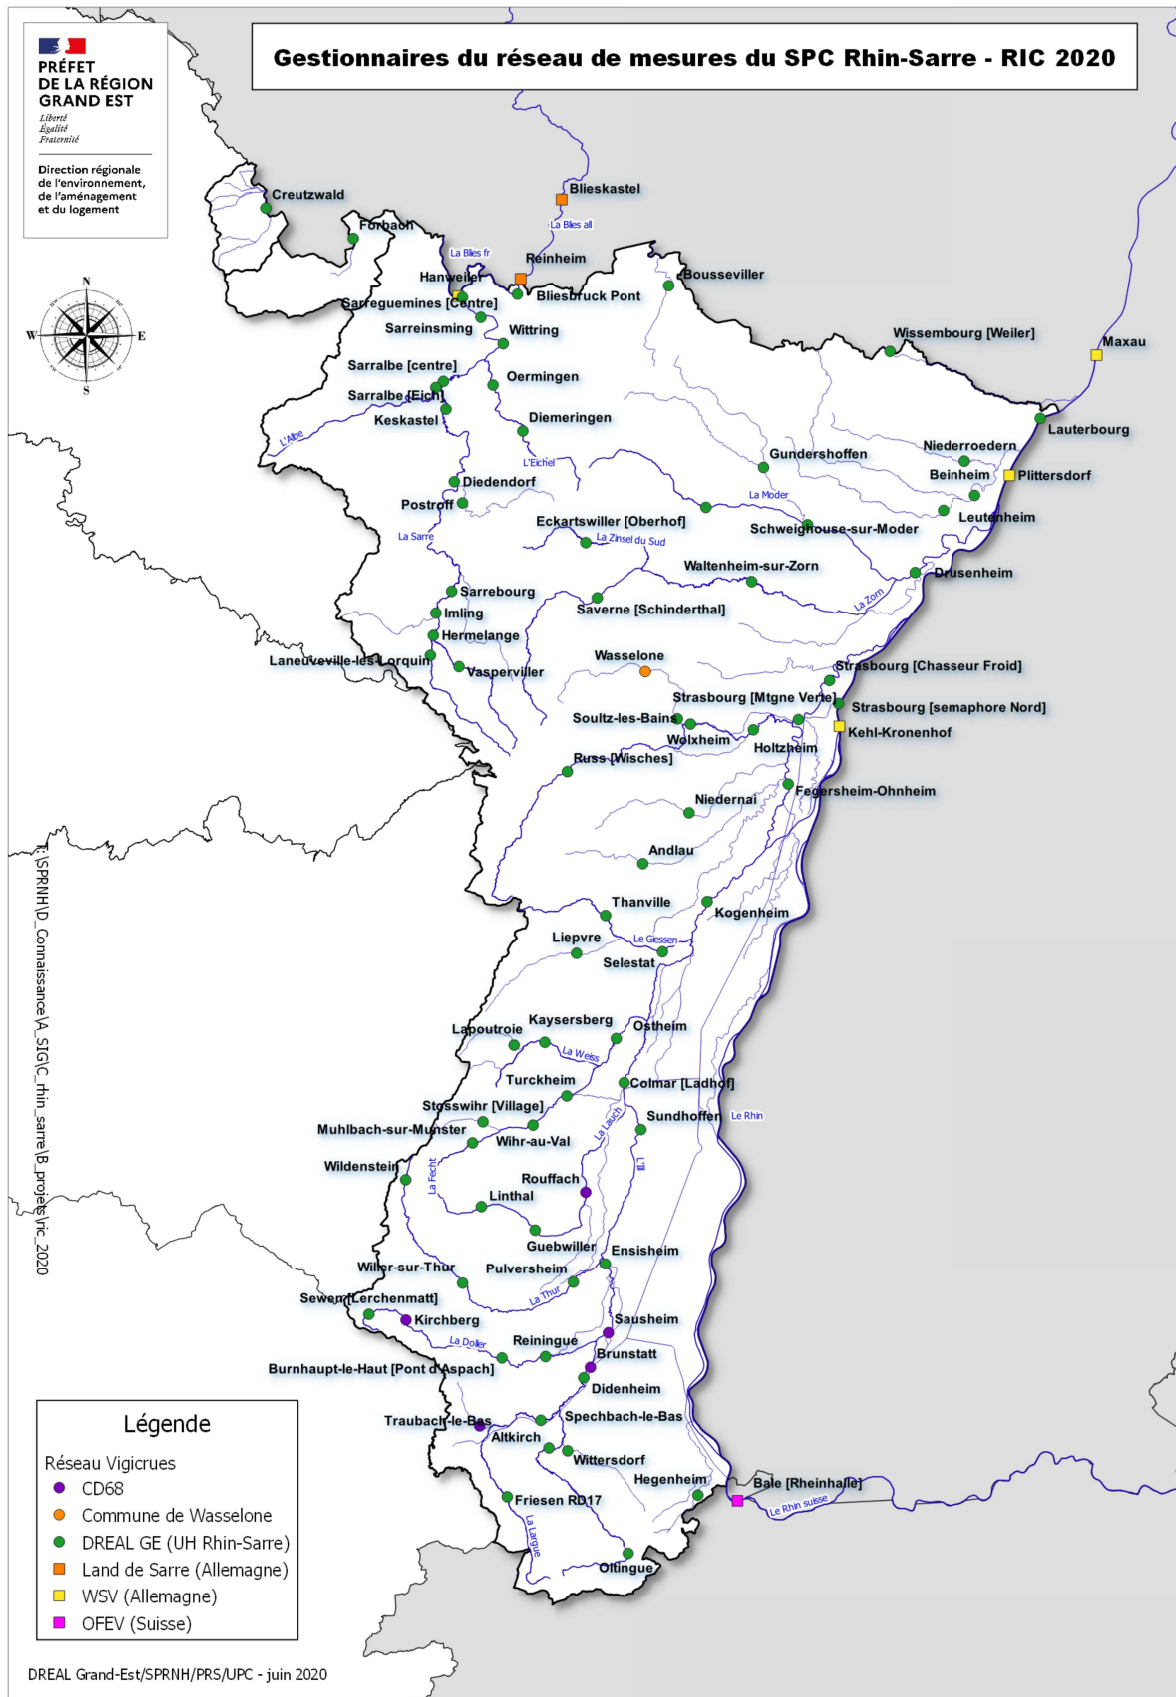 PRÉFET
DE LA RÉGION
GRAND EST
Liberté
Égalité
Fraternité
Direction régionale
de l'environnement,
de l'aménagement
et du logement
Gestionnaires du réseau de mesures du SPC Rhin-Sarre - RIC 2020
Creutzwald
Blieskastel
Forbach
La Blies all
La Blies fr
Reinheim
Hanweiler
Bousseviller
Bliesbruck Pont
Sarreguemines [Centre]
Sarreinsming
Wittring
Wissembourg [Weiler]
Maxau
N
W
E
S
Sarralbe [centre]
Oermingen
Sarralbe [Eich]
Keskastel
Diemeringen
Lauterbourg
L'Albe
L'Eichel
Gundershoffen
Niederroedern
Beinheim
Plittersdorf
Diedendorf
Postroff
La Moder
Leutenheim
Eckartswiller [Oberhof]
Schweighouse-sur-Moder
La Sarre
La Zinsel du Sud
Waltenheim-sur-Zorn
Drusenheim
Sarrebourg
La Zorn
Saverne [Schinderthal]
Imling
Hermelange
Laneuveville-les-Lorquin
Vasperviller
Wasselone
Strasbourg [Chasseur Froid]
Strasbourg [Mtgne Verte]
Strasbourg [semaphore Nord]
Soultz-les-Bains
Kehl-Kronenhof
Wolxheim
Holtzheim
Russ [Wisches]
Fegersheim-Ohnheim
Niedernai
Andlau
Thanville
Kogenheim
Liepvre
Le Giessen
Selestat
Kaysersberg
Ostheim
Lapoutroie
La Weiss
Turckheim
Colmar [Ladhof]
Stosswihr [Village]
La Lauch
Sundhoffen
Le Rhin
Muhlbach-sur-Munster
Wihr-au-Val
Wildenstein
La Fecht
L'Ill
Rouffach
Linthal
Guebwiller
Ensisheim
Willer-sur-Thur
Pulversheim
La Thur
Sewen [Lerchenmatt]
Kirchberg
Sausheim
La Doller
Reiningue
Brunstatt
Burnhaupt-le-Haut [Pont d'Aspach]
Didenheim
Traubach-le-Bas
Spechbach-le-Bas
Altkirch
Wittersdorf
Hegenheim
Bale [Rheinhalle]
Friesen RD17
Le Rhin suisse
La Largue
Oltingue
T:\SPRNH\D_Connaissance\A_SIG\C_rhin_sarre\B_projets\ric_2020
Légende
Réseau Vigicrues
CD68
Commune de Wasselone
DREAL GE (UH Rhin-Sarre)
Land de Sarre (Allemagne)
WSV (Allemagne)
OFEV (Suisse)
DREAL Grand-Est/SPRNH/PRS/UPC - juin 2020